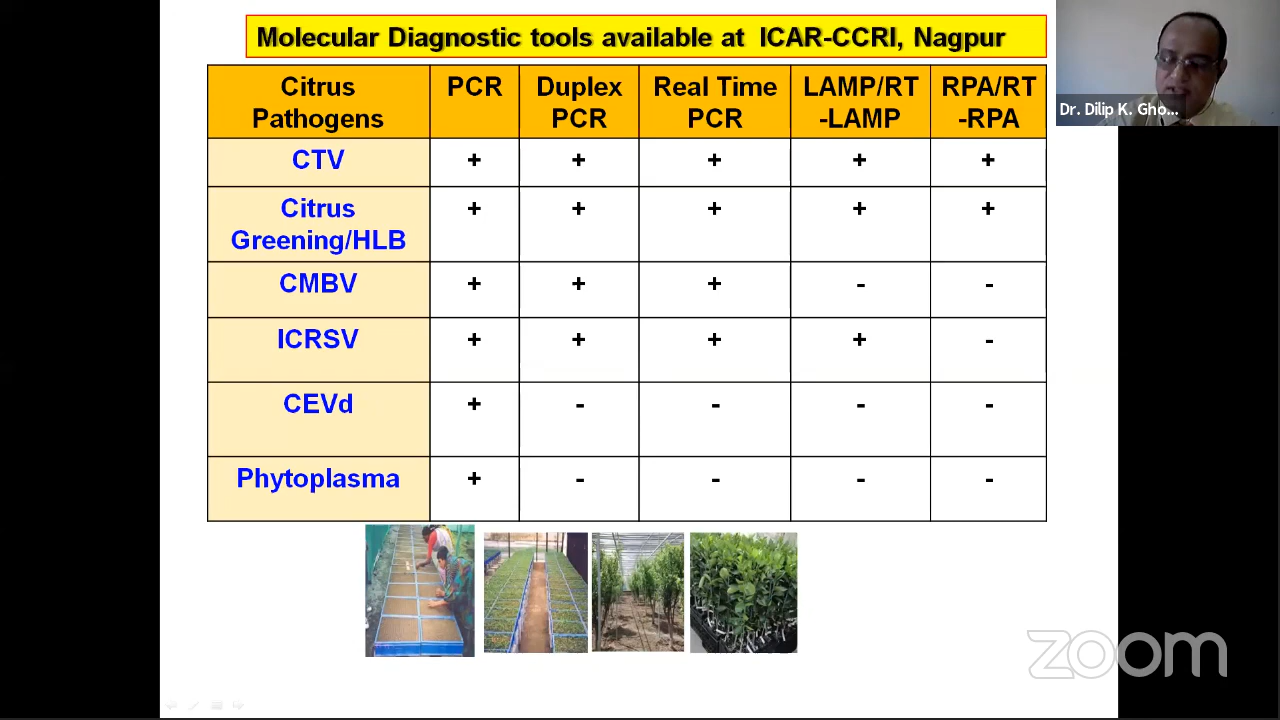 Molecular Diagnostic tools available at ICAR-CCRI, Nagpur
Citrus Pathogens PCR Duplex PCR Real Time PCR LAMP/RT-LAMP RPA/RT-RPA
CTV + + + + +
Citrus Greening/HLB + + + + +
CMBV + + + - -
ICRSV + + + + -
CEVd + - - - -
Phytoplasma + - - - -
Dr. Dilip K. Gho...
zoom